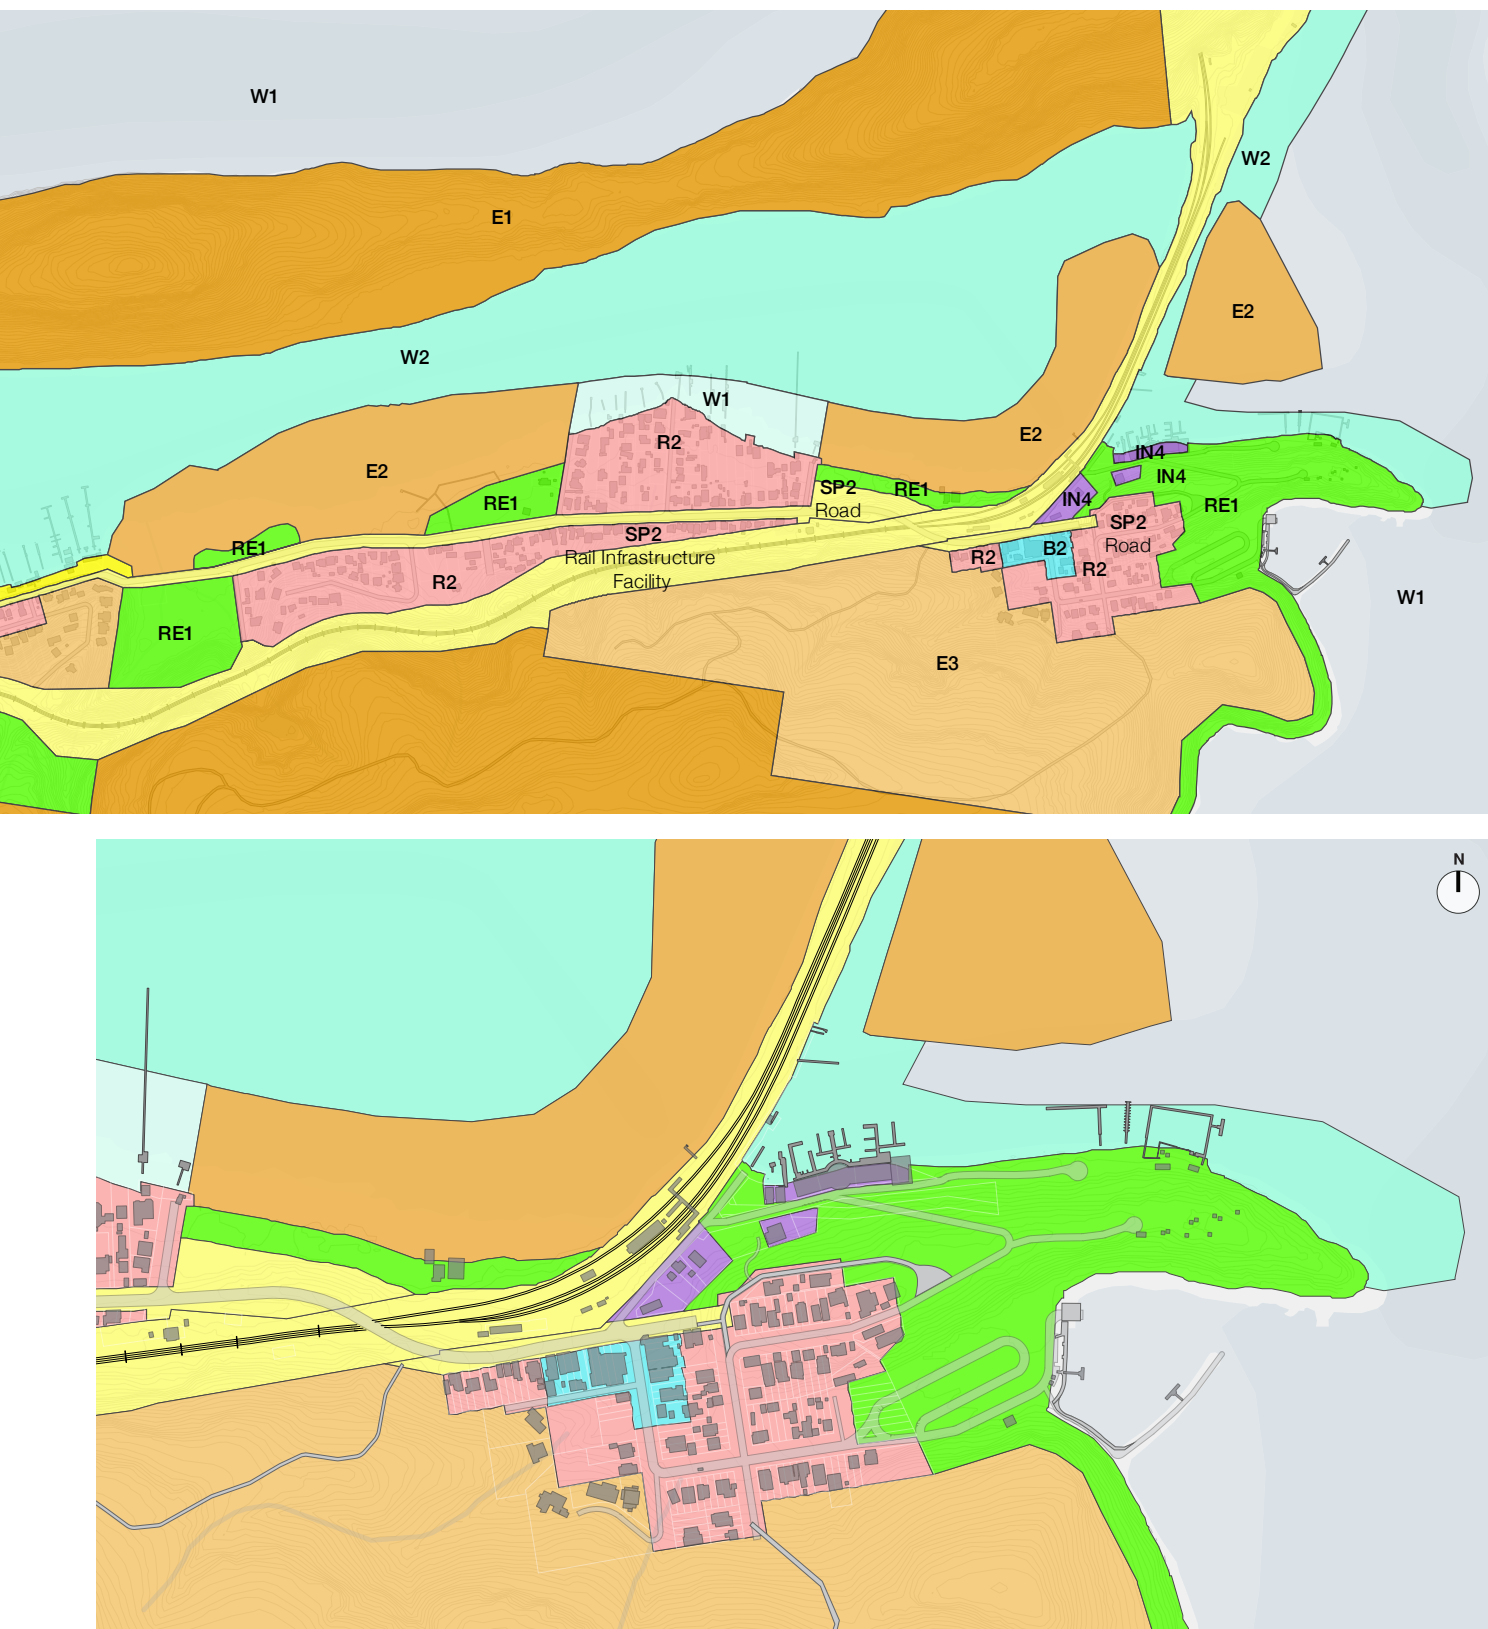 W1
W2
E1
E2
W2
W1
E2
R2
E2
IN4
RE1
SP2
Road
RE1
IN4
IN4
RE1
RE1
SP2
Rail Infrastructure
Facility
SP2
Road
R2
B2
R2
R2
W1
RE1
E3
N